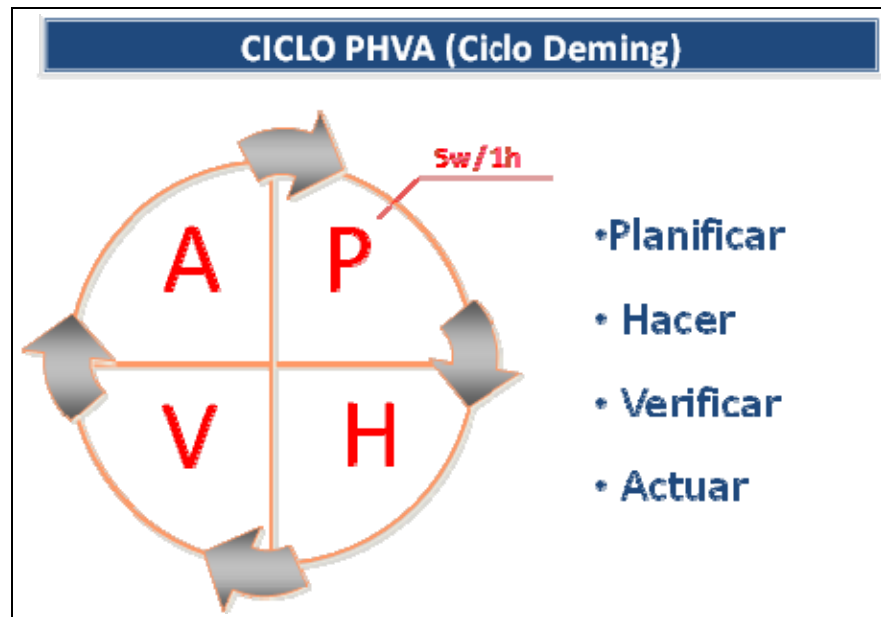 CICLO PHVA (Ciclo Deming)
5w/1h
A P
V H
•Planificar
• Hacer
• Verificar
• Actuar